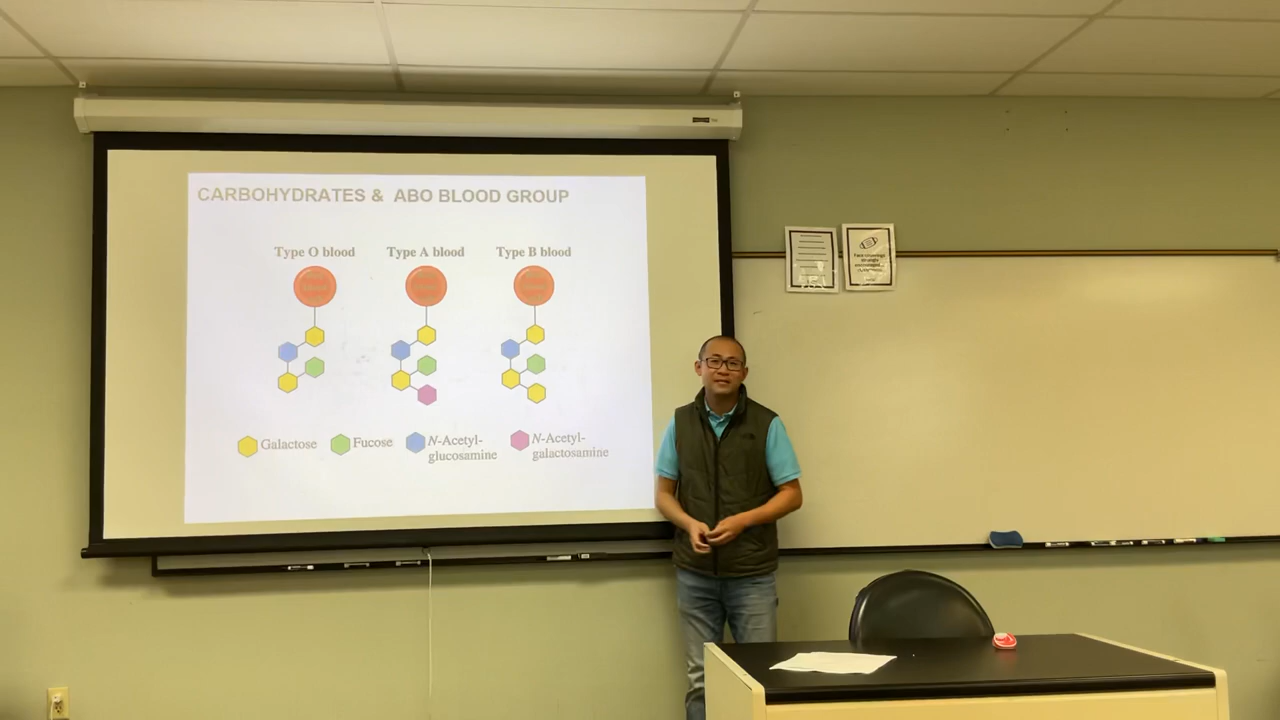 CARBOHYDRATES & ABO BLOOD GROUP
Type O blood
Type A blood
Type B blood
Galactose
Fucose
N-Acetyl-
glucosamine
N-Acetyl-
galactosamine